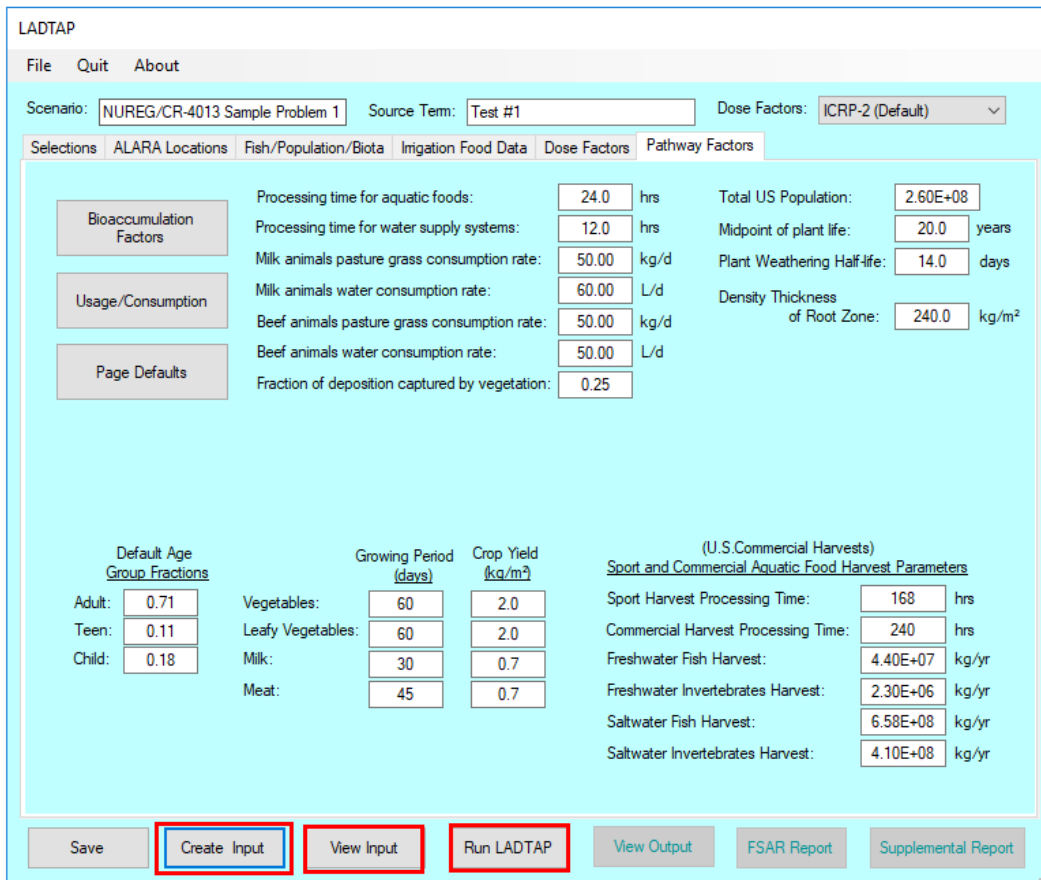 LADTAP
File Quit About
Scenario: NUREG/CR-4013 Sample Problem 1 Source Term: Test #1 Dose Factors: ICRP-2 (Default)
Selections ALARA Locations Fish/Population/Biota Irrigation Food Data Dose Factors Pathway Factors
Bioaccumulation
Factors
Usage/Consumption
Page Defaults
Processing time for aquatic foods: 24.0 hrs
Processing time for water supply systems: 12.0 hrs
Milk animals pasture grass consumption rate: 50.00 kg/d
Milk animals water consumption rate: 60.00 L/d
Beef animals pasture grass consumption rate: 50.00 kg/d
Beef animals water consumption rate: 50.00 L/d
Fraction of deposition captured by vegetation: 0.25
Total US Population: 2.60E+08
Midpoint of plant life: 20.0 years
Plant Weathering Half-life: 14.0 days
Density Thickness
of Root Zone: 240.0 kg/m²
Default Age
Group Fractions
Adult: 0.71
Teen: 0.11
Child: 0.18
Growing Period Crop Yield
(days) (kg/m²)
Vegetables: 60 2.0
Leafy Vegetables: 60 2.0
Milk: 30 0.7
Meat: 45 0.7
(U.S.Commercial Harvests)
Sport and Commercial Aquatic Food Harvest Parameters
Sport Harvest Processing Time: 168 hrs
Commercial Harvest Processing Time: 240 hrs
Freshwater Fish Harvest: 4.40E+07 kg/yr
Freshwater Invertebrates Harvest: 2.30E+06 kg/yr
Saltwater Fish Harvest: 6.58E+08 kg/yr
Saltwater Invertebrates Harvest: 4.10E+08 kg/yr
Save Create Input View Input Run LADTAP View Output FSAR Report Supplemental Report